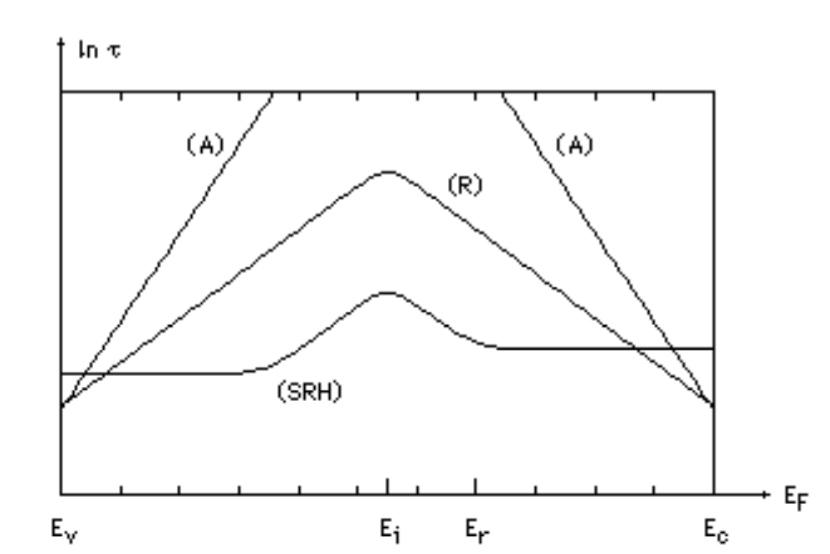 ln τ
(A)
(A)
(R)
(SRH)
E_F
E_v
E_i
E_r
E_c